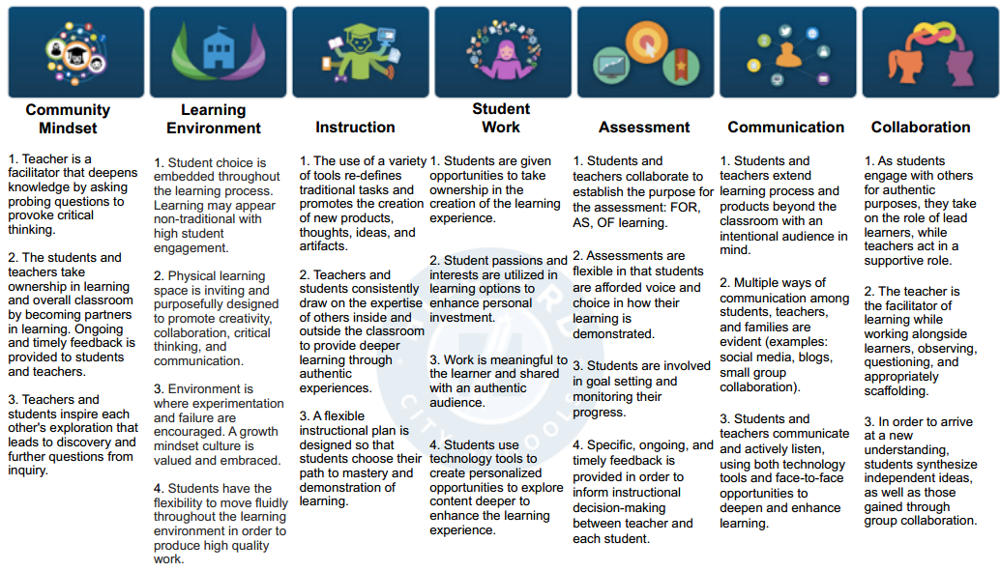 Community
Mindset
1. Teacher is a
facilitator that deepens
knowledge by asking
probing questions to
provoke critical
thinking.
2. The students and
teachers take
ownership in learning
and overall classroom
by becoming partners
in learning. Ongoing
and timely feedback is
provided to students
and teachers.
3. Teachers and
students inspire each
other's exploration that
leads to discovery and
further questions from
inquiry.
Learning
Environment
1. Student choice is
embedded throughout
the learning process.
Learning may appear
non-traditional with
high student
engagement.
2. Physical learning
space is inviting and
purposefully designed
to promote creativity,
collaboration, critical
thinking, and
communication.
3. Environment is
where experimentation
and failure are
encouraged. A growth
mindset culture is
valued and embraced.
4. Students have the
flexibility to move fluidly
throughout the learning
environment in order to
produce high quality
work.
Instruction
1. The use of a variety
of tools re-defines
traditional tasks and
promotes the creation
of new products,
thoughts, ideas, and
artifacts.
2. Teachers and
students consistently
draw on the expertise
of others inside and
outside the classroom
to provide deeper
learning through
authentic
experiences.
3. A flexible
instructional plan is
designed so that
students choose their
path to mastery and
demonstration of
learning.
Student
Work
1. Students are given
opportunities to take
ownership in the
creation of the learning
experience.
2. Student passions and
interests are utilized in
learning options to
enhance personal
investment.
3. Work is meaningful to
the learner and shared
with an authentic
audience.
4. Students use
technology tools to
create personalized
opportunities to explore
content deeper to
enhance the learning
experience.
Assessment
1. Students and
teachers collaborate to
establish the purpose for
the assessment: FOR,
AS, OF learning.
2. Assessments are
flexible in that students
are afforded voice and
choice in how their
learning is
demonstrated.
3. Students are involved
in goal setting and
monitoring their
progress.
4. Specific, ongoing, and
timely feedback is
provided in order to
inform instructional
decision-making
between teacher and
each student.
Communication
1. Students and
teachers extend
learning process and
products beyond the
classroom with an
intentional audience in
mind.
2. Multiple ways of
communication among
students, teachers,
and families are
evident (examples:
social media, blogs,
small group
collaboration).
3. Students and
teachers communicate
and actively listen,
using both technology
tools and face-to-face
opportunities to
deepen and enhance
learning.
Collaboration
1. As students
engage with others
for authentic
purposes, they take
on the role of lead
learners, while
teachers act in a
supportive role.
2. The teacher is
the facilitator of
learning while
working alongside
learners, observing,
questioning, and
appropriately
scaffolding.
3. In order to arrive
at a new
understanding,
students synthesize
independent ideas,
as well as those
gained through
group collaboration.